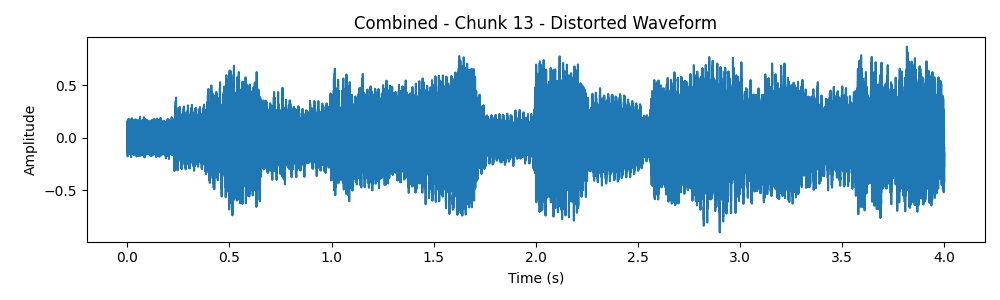 Combined - Chunk 13 - Distorted Waveform
Amplitude
0.5
0.0
−0.5
0.0 0.5 1.0 1.5 2.0 2.5 3.0 3.5 4.0
Time (s)